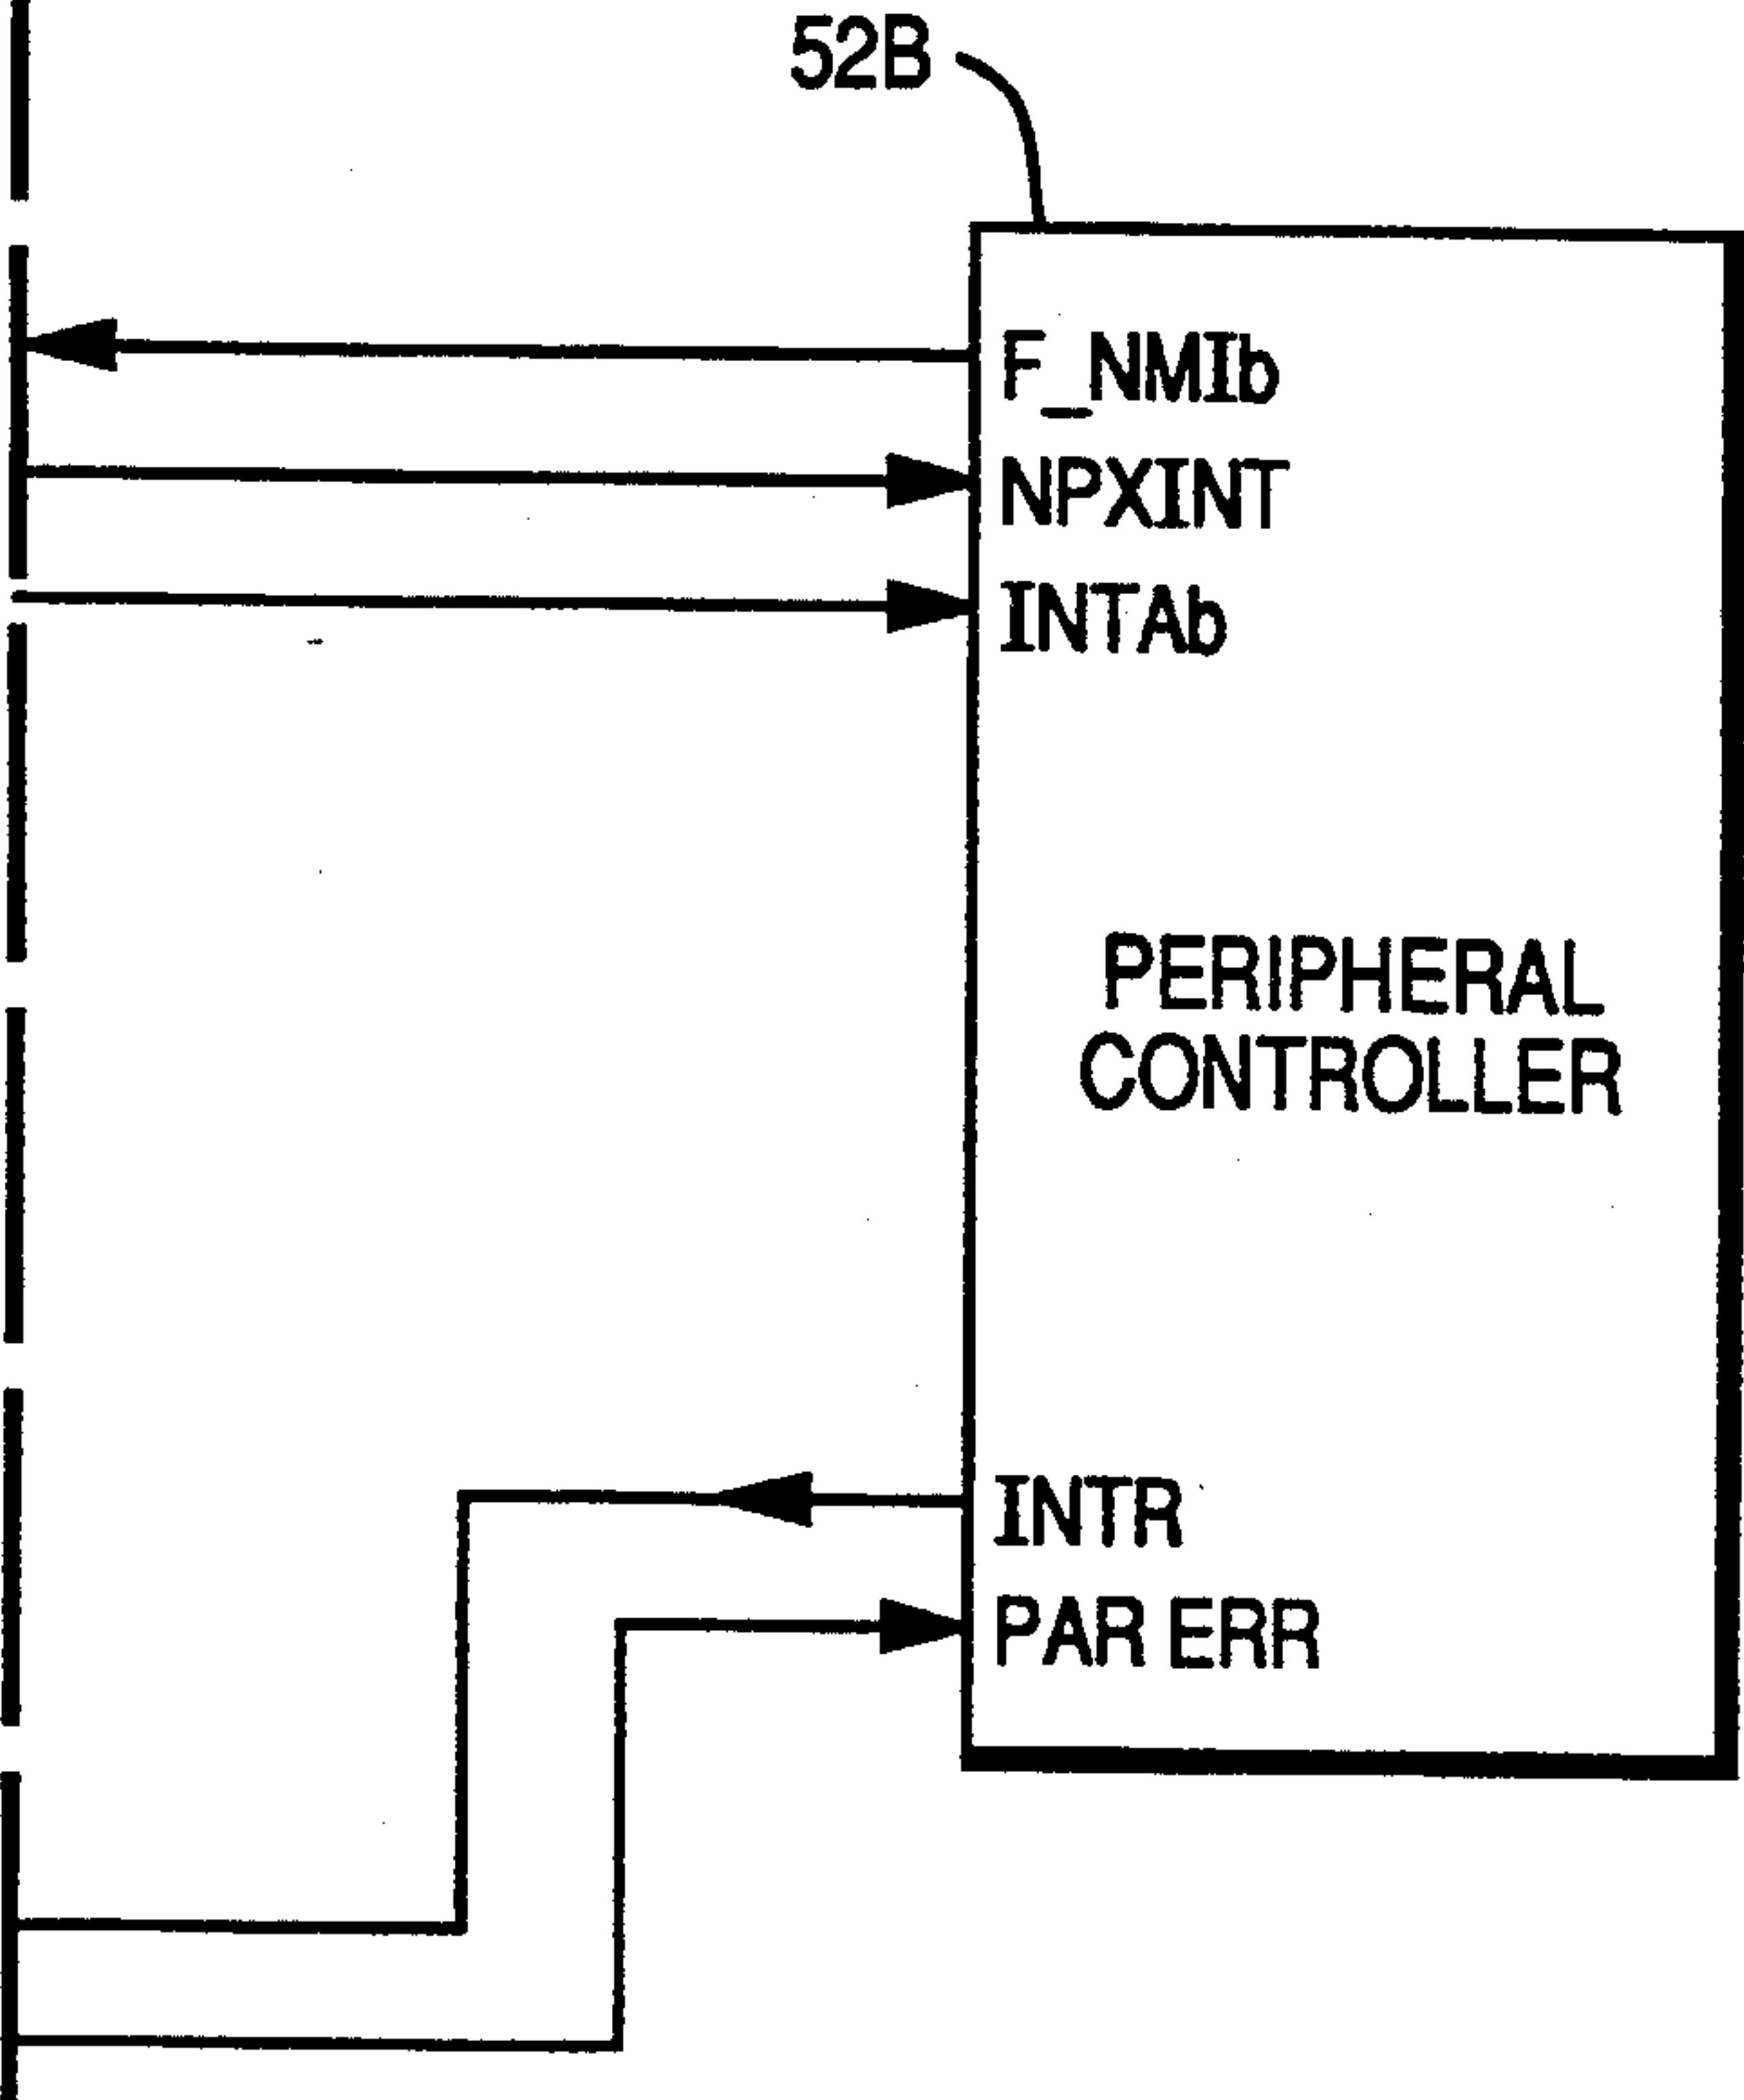 52B
F_NMIb
NPXINT
INTAb
PERIPHERAL
CONTROLLER
INTR
PAR ERR